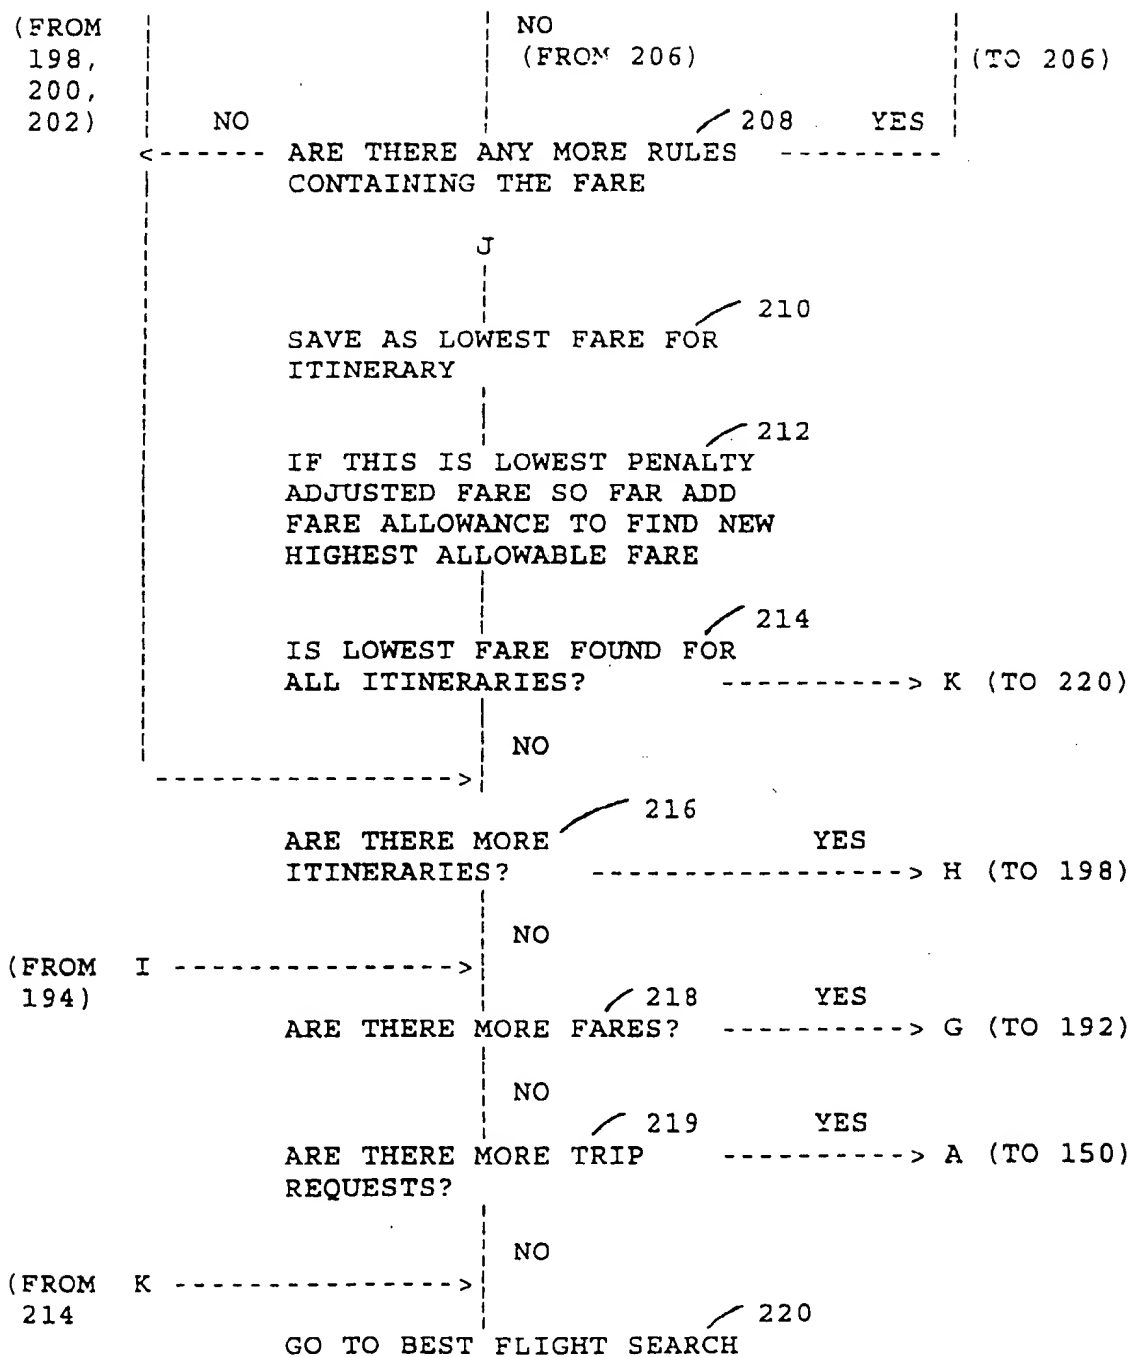 (FROM 198, 200, 202)
NO
(FROM 206)
(TO 206)
NO
208
YES
ARE THERE ANY MORE RULES
CONTAINING THE FARE
J
210
SAVE AS LOWEST FARE FOR
ITINERARY
212
IF THIS IS LOWEST PENALTY
ADJUSTED FARE SO FAR ADD
FARE ALLOWANCE TO FIND NEW
HIGHEST ALLOWABLE FARE
214
IS LOWEST FARE FOUND FOR
ALL ITINERARIES? K (TO 220)
NO
216
ARE THERE MORE YES
ITINERARIES? H (TO 198)
NO
(FROM I
194)
218 YES
ARE THERE MORE FARES? G (TO 192)
NO
219 YES
ARE THERE MORE TRIP A (TO 150)
REQUESTS?
NO
(FROM K
214
220
GO TO BEST FLIGHT SEARCH